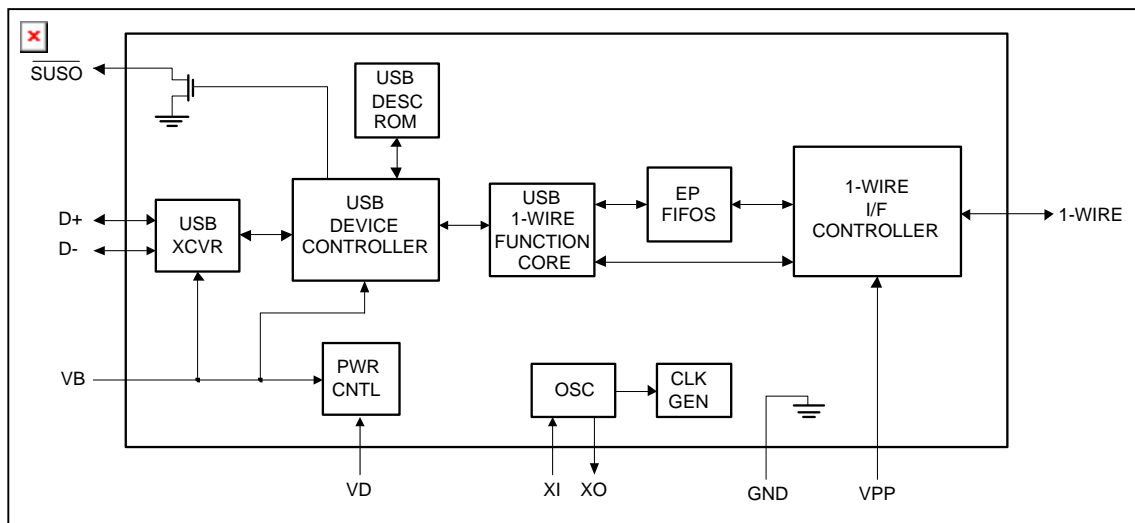 SUSO
USB
DESC
ROM
D+
D-
USB
XCVR
USB
DEVICE
CONTROLLER
USB
1-WIRE
FUNCTION
CORE
EP
FIFOS
1-WIRE
I/F
CONTROLLER
1-WIRE
VB
PWR
CNTL
OSC
CLK
GEN
VD
XI
XO
GND
VPP